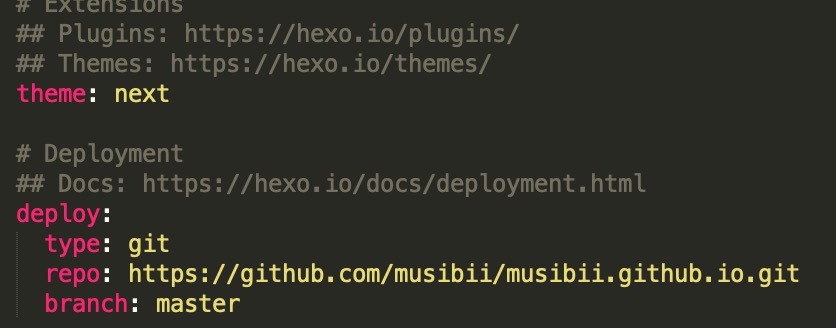 # Extensions
## Plugins: https://hexo.io/plugins/
## Themes: https://hexo.io/themes/
theme: next
# Deployment
## Docs: https://hexo.io/docs/deployment.html
deploy:
type: git
repo: https://github.com/musibii/musibii.github.io.git
branch: master